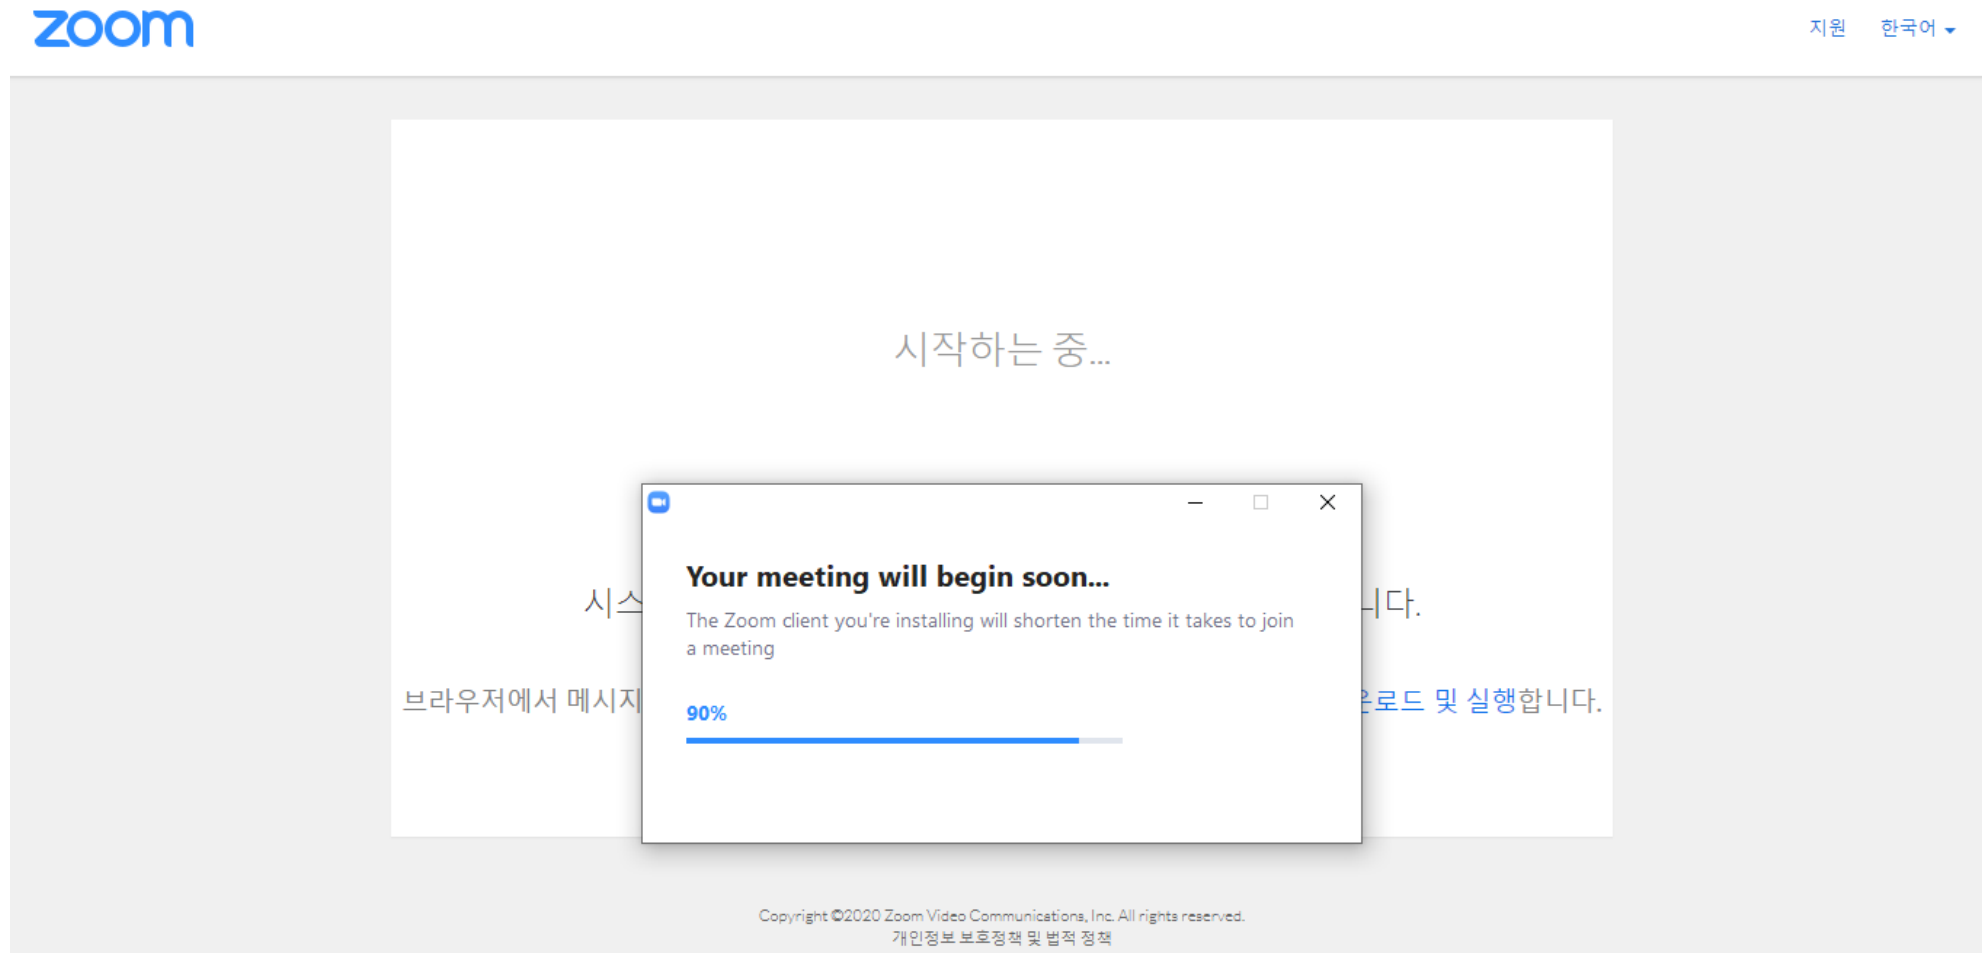 zoom
지원 한국어
시작하는 중...
Your meeting will begin soon...
시스 니다.
The Zoom client you're installing will shorten the time it takes to join
a meeting
브라우저에서 메시지 로드 및 실행합니다.
90%
Copyright ©2020 Zoom Video Communications, Inc. All rights reserved.
개인정보 보호정책 및 법적 정책